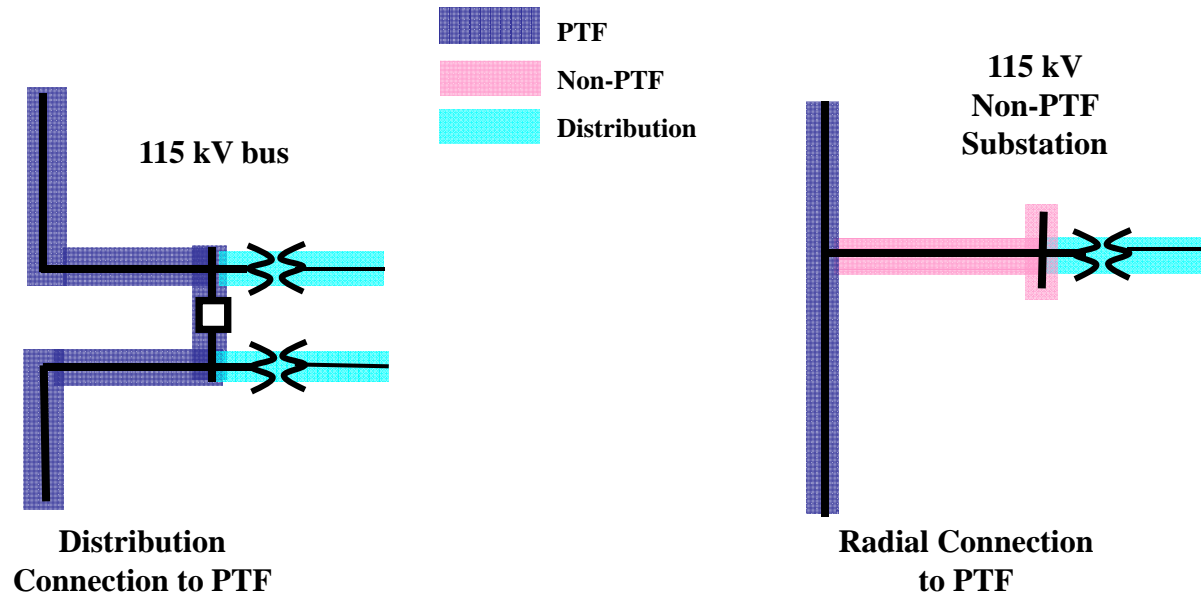 PTF
Non-PTF
Distribution
115 kV bus
115 kV
Non-PTF
Substation
Distribution
Connection to PTF
Radial Connection
to PTF